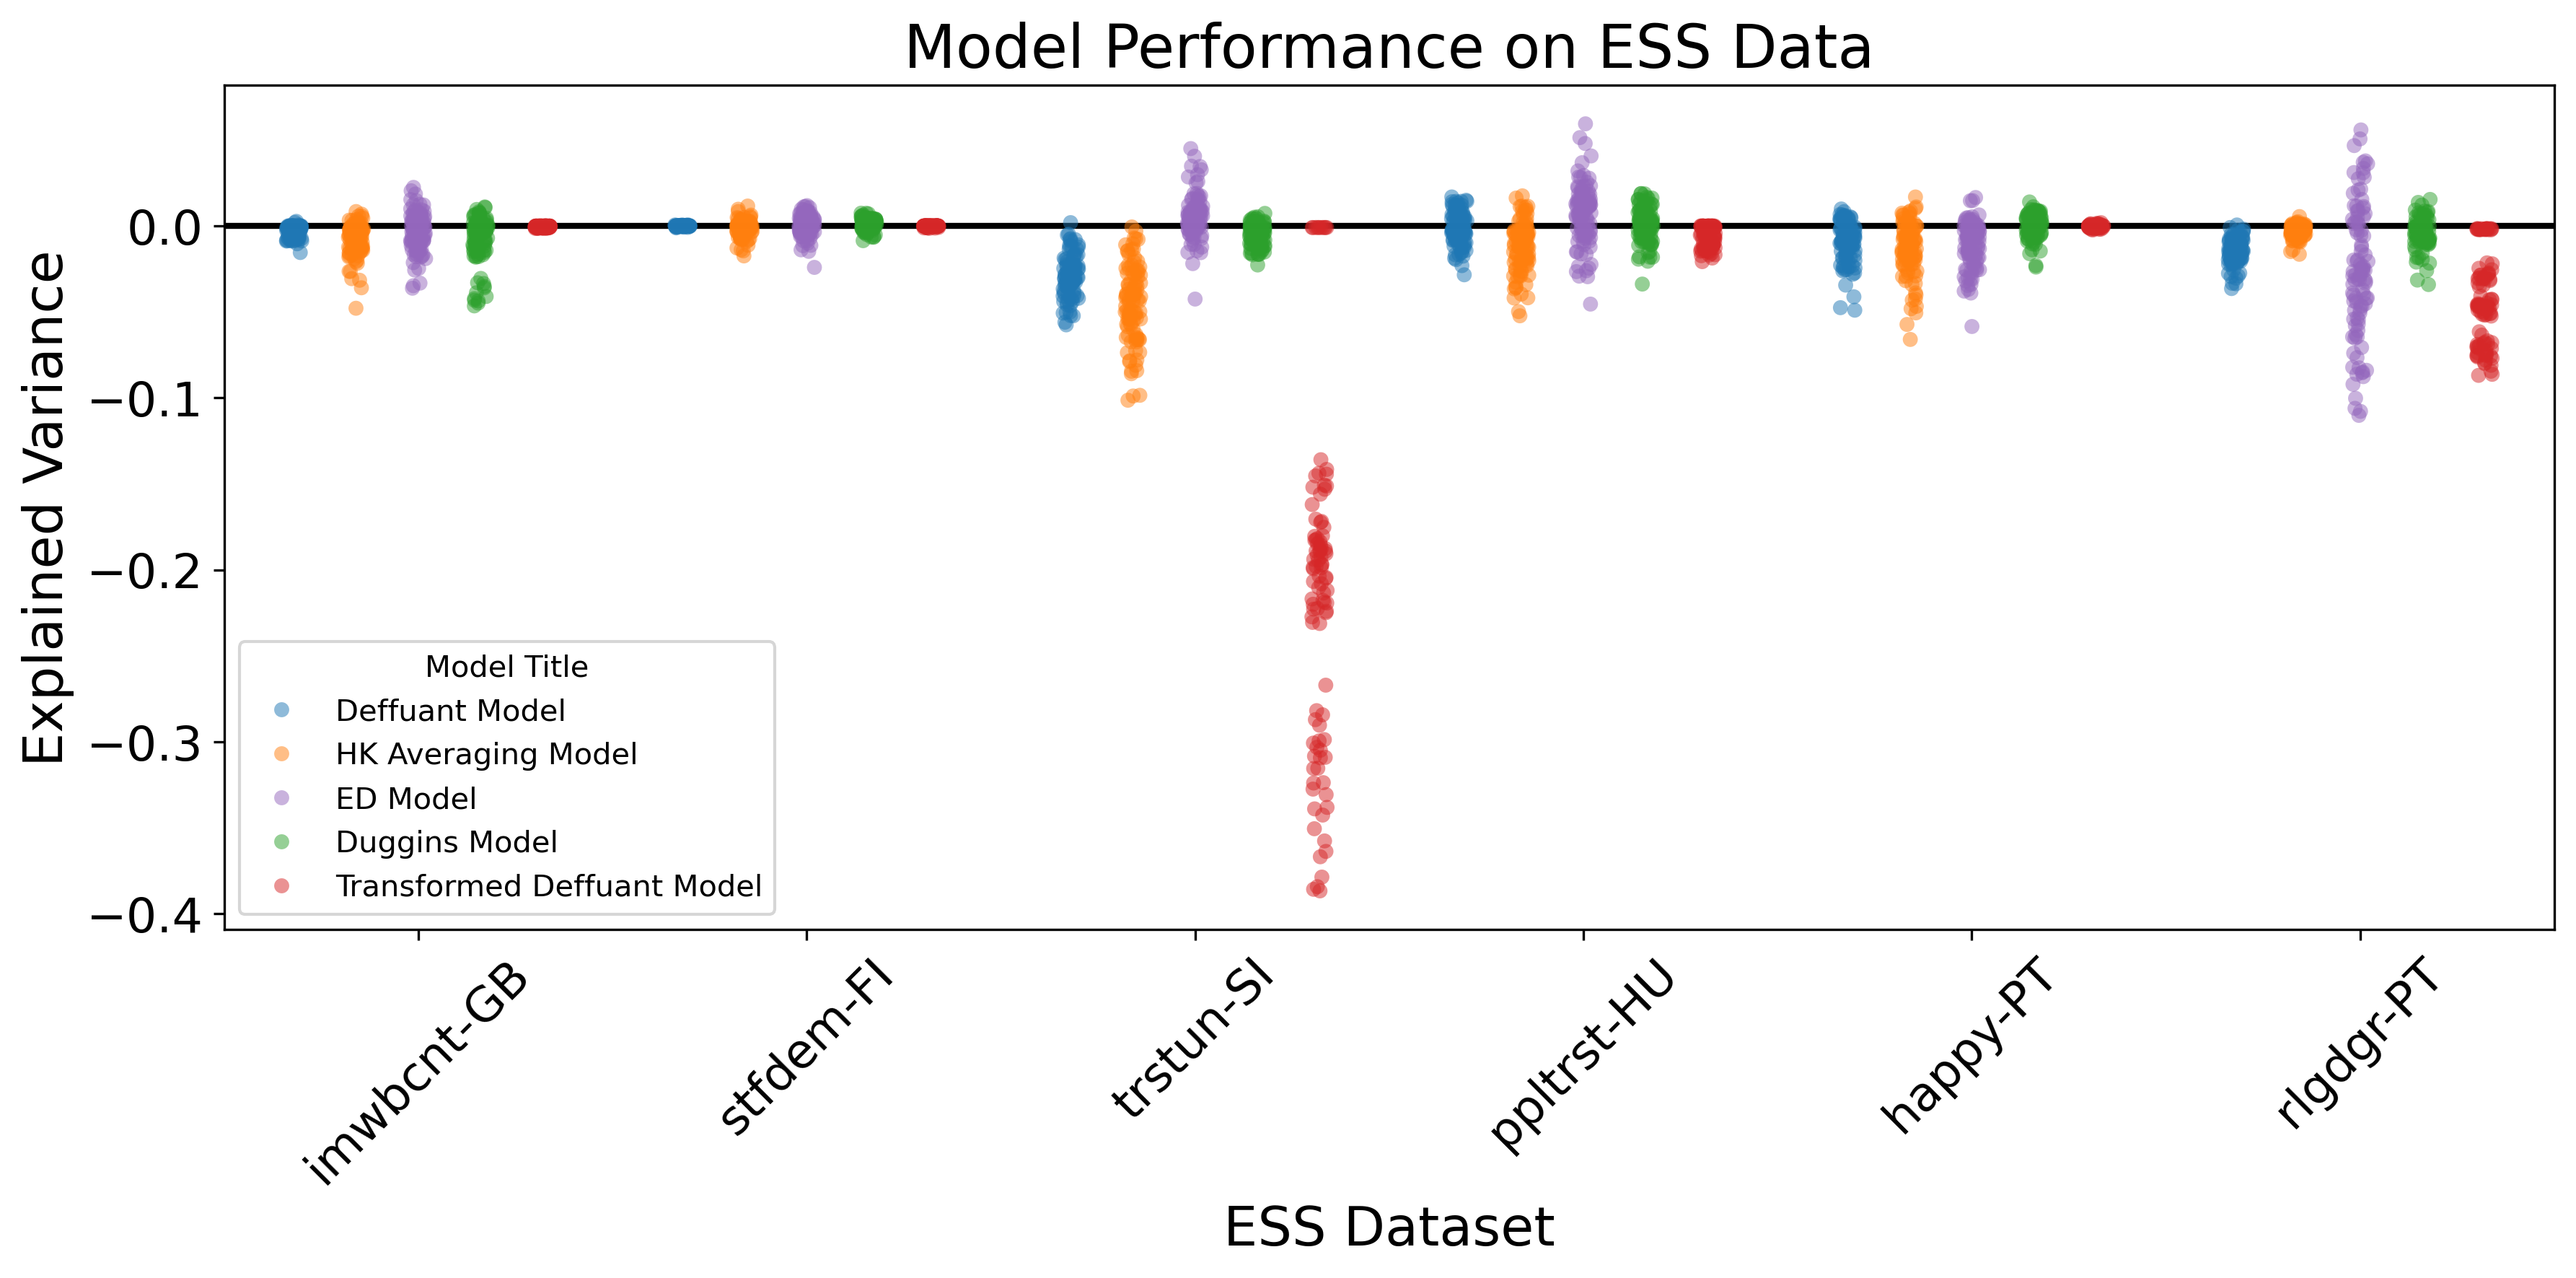 Model Performance on ESS Data
Explained Variance
0.0
−0.1
−0.2
−0.3
−0.4
Model Title
Deffuant Model
HK Averaging Model
ED Model
Duggins Model
Transformed Deffuant Model
imwbcnt-GB
stfdem-FI
trstun-SI
ppltrst-HU
happy-PT
rlgdgr-PT
ESS Dataset